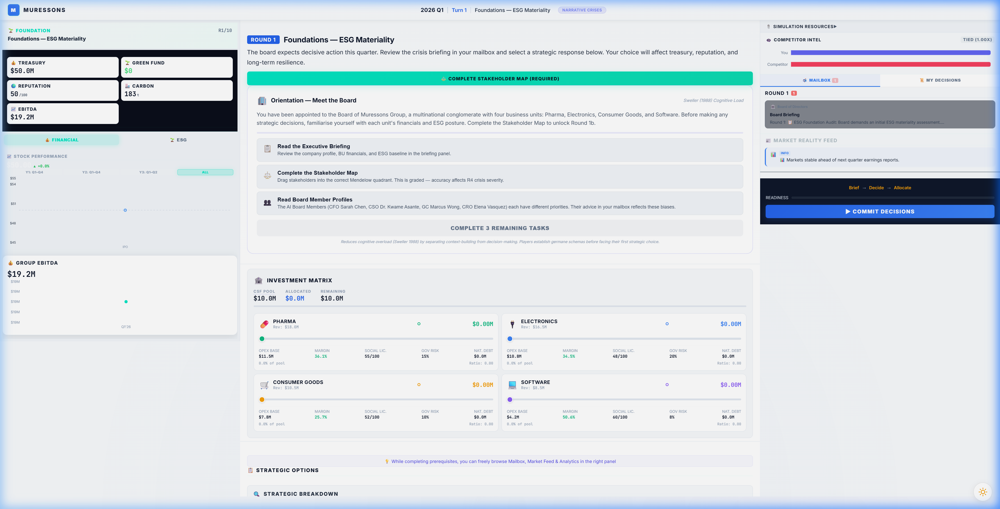 M MURESSONS
2026 Q1 | Turn 1 | Foundations — ESG Materiality NARRATIVE CRISES
FOUNDATION R1/10
Foundations — ESG Materiality
TREASURY
$50.0M
GREEN FUND
$0
REPUTATION
50 /100
CARBON
183 t
EBITDA
$19.2M
FINANCIAL
ESG
STOCK PERFORMANCE
$50.00 ▲ +0.0%
Y1: Q1–Q4 Y2: Q1–Q4 Y3: Q1–Q2 ALL
$55
$54
$51
$48
$45
IPO
GROUP EBITDA
$19.2M
$19M
$19M
$19M
$19M
$19M
Q1'26
ROUND 1 Foundations — ESG Materiality
The board expects decisive action this quarter. Review the crisis briefing in your mailbox and select a strategic response below. Your choice will affect treasury, reputation, and
long-term resilience.
COMPLETE STAKEHOLDER MAP (REQUIRED)
Orientation — Meet the Board Sweller (1988) Cognitive Load
You have been appointed to the Board of Muressons Group, a multinational conglomerate with four business units: Pharma, Electronics, Consumer Goods, and Software. Before making any
strategic decisions, familiarise yourself with each unit's financials and ESG posture. Complete the Stakeholder Map to unlock Round 1b.
Read the Executive Briefing
Review the company profile, BU financials, and ESG baseline in the briefing panel.
Complete the Stakeholder Map
Drag stakeholders into the correct Mendelow quadrant. This is graded — accuracy affects R4 crisis severity.
Read Board Member Profiles
The AI Board Members (CFO Sarah Chen, CSO Dr. Kwame Asante, GC Marcus Wong, CRO Elena Vasquez) each have different priorities. Their advice in your mailbox reflects these biases.
COMPLETE 3 REMAINING TASKS
Reduces cognitive overload (Sweller 1988) by separating context-building from decision-making. Players establish germane schemas before facing their first strategic choice.
INVESTMENT MATRIX
CSF POOL ALLOCATED REMAINING
$10.0M $0.0M $10.0M
PHARMA
Rev: $18.0M
$0.00M
OPEX BASE MARGIN SOCIAL LIC. GOV RISK NAT. DEBT
$11.5M 36.1% 55/100 15% $0.0M
0.0% of pool Ratio: 0.00
ELECTRONICS
Rev: $16.5M
$0.00M
OPEX BASE MARGIN SOCIAL LIC. GOV RISK NAT. DEBT
$10.8M 34.5% 48/100 20% $0.0M
0.0% of pool Ratio: 0.00
CONSUMER GOODS
Rev: $10.5M
$0.00M
OPEX BASE MARGIN SOCIAL LIC. GOV RISK NAT. DEBT
$7.8M 25.7% 52/100 10% $0.0M
0.0% of pool Ratio: 0.00
SOFTWARE
Rev: $8.5M
$0.00M
OPEX BASE MARGIN SOCIAL LIC. GOV RISK NAT. DEBT
$4.2M 50.6% 60/100 8% $0.0M
0.0% of pool Ratio: 0.00
While completing prerequisites, you can freely browse Mailbox, Market Feed & Analytics in the right panel
STRATEGIC OPTIONS
STRATEGIC BREAKDOWN
SIMULATION RESOURCES▶
COMPETITOR INTEL TIED (1.00X)
You
Competitor
MAILBOX 1
MY DECISIONS
ROUND 1 1
Board of Directors
Board Briefing
Round 1: ESG Foundation Audit: Board demands an initial ESG materiality assessment....
MARKET REALITY FEED
INFO
Markets stable ahead of next quarter earnings reports.
Brief → Decide → Allocate
READINESS
▶ COMMIT DECISIONS